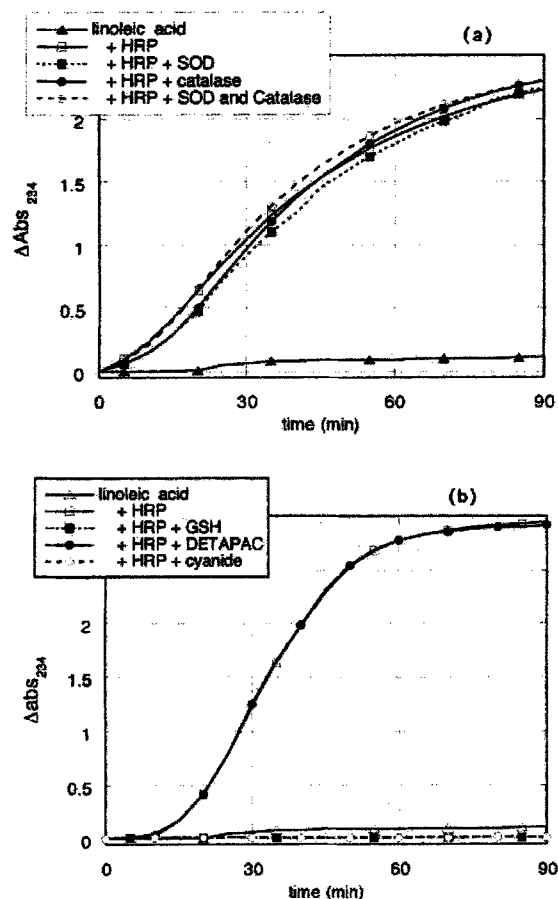 linoleic acid
+ HRP
+ HRP + SOD
+ HRP + catalase
+ HRP + SOD and Catalase
(a)
ΔAbs 234
2
1.5
1
0.5
0
0 30 60 90
time (min)
linoleic acid
+ HRP
+ HRP + GSH
+ HRP + DETAPAC
+ HRP + cyanide
(b)
Δabs234
2
1.5
1
0.5
0
0 30 60 90
time (min)